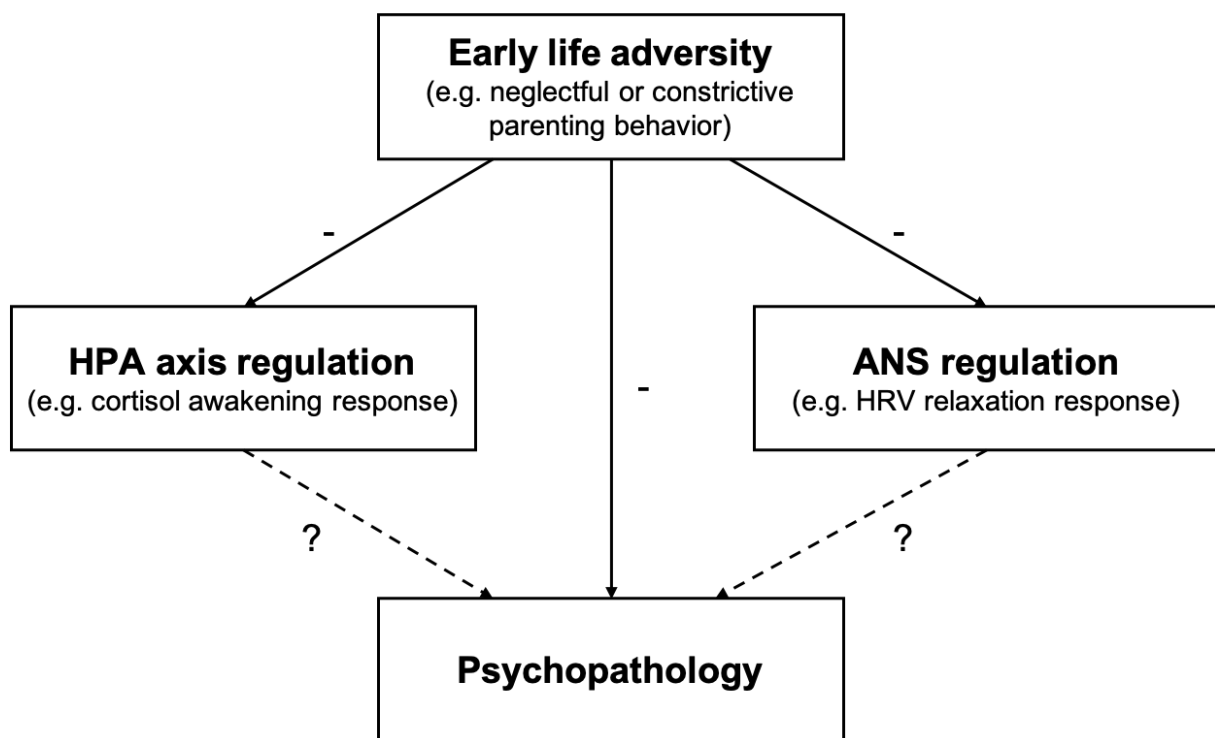 Early life adversity
(e.g. neglectful or constrictive
parenting behavior)
-
-
HPA axis regulation
(e.g. cortisol awakening response)
-
ANS regulation
(e.g. HRV relaxation response)
?
?
Psychopathology